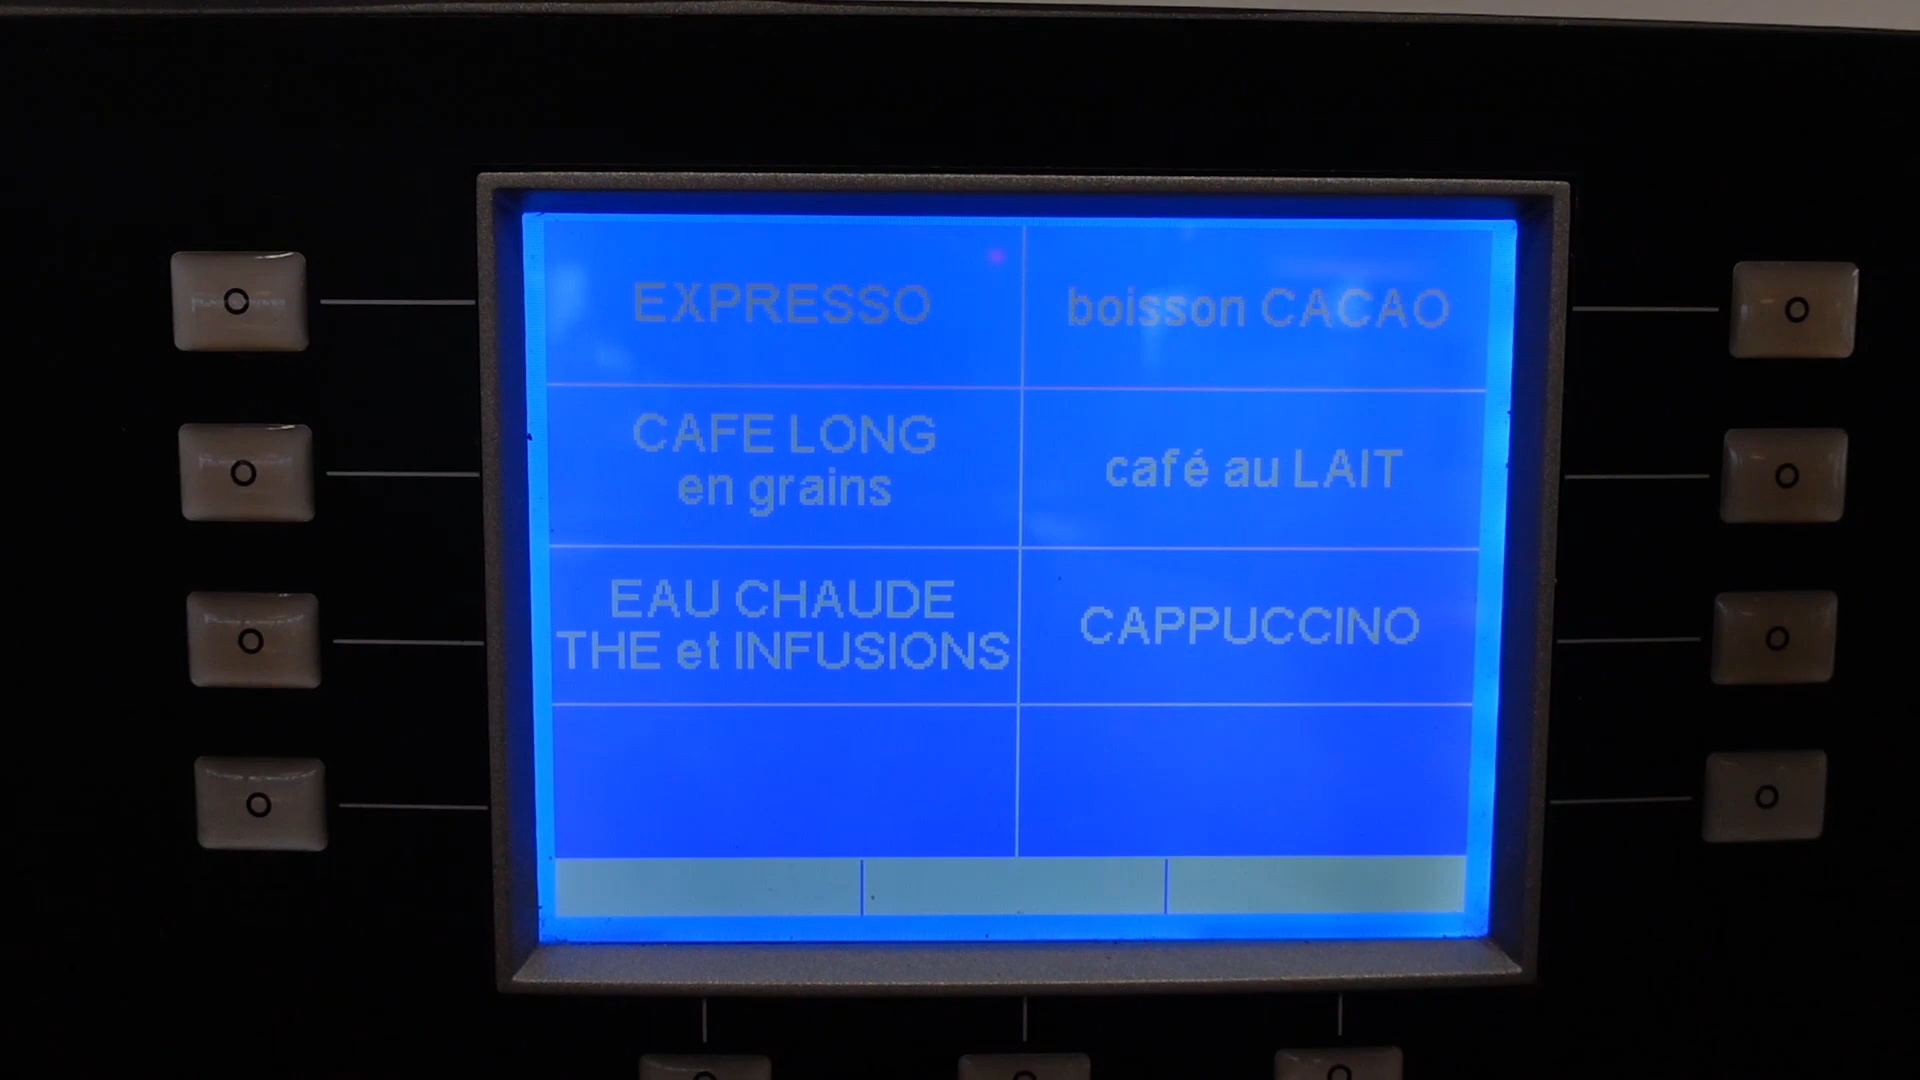 EXPRESSO
boisson CACAO
CAFE LONG
en grains
café au LAIT
EAU CHAUDE
THE et INFUSIONS
CAPPUCCINO